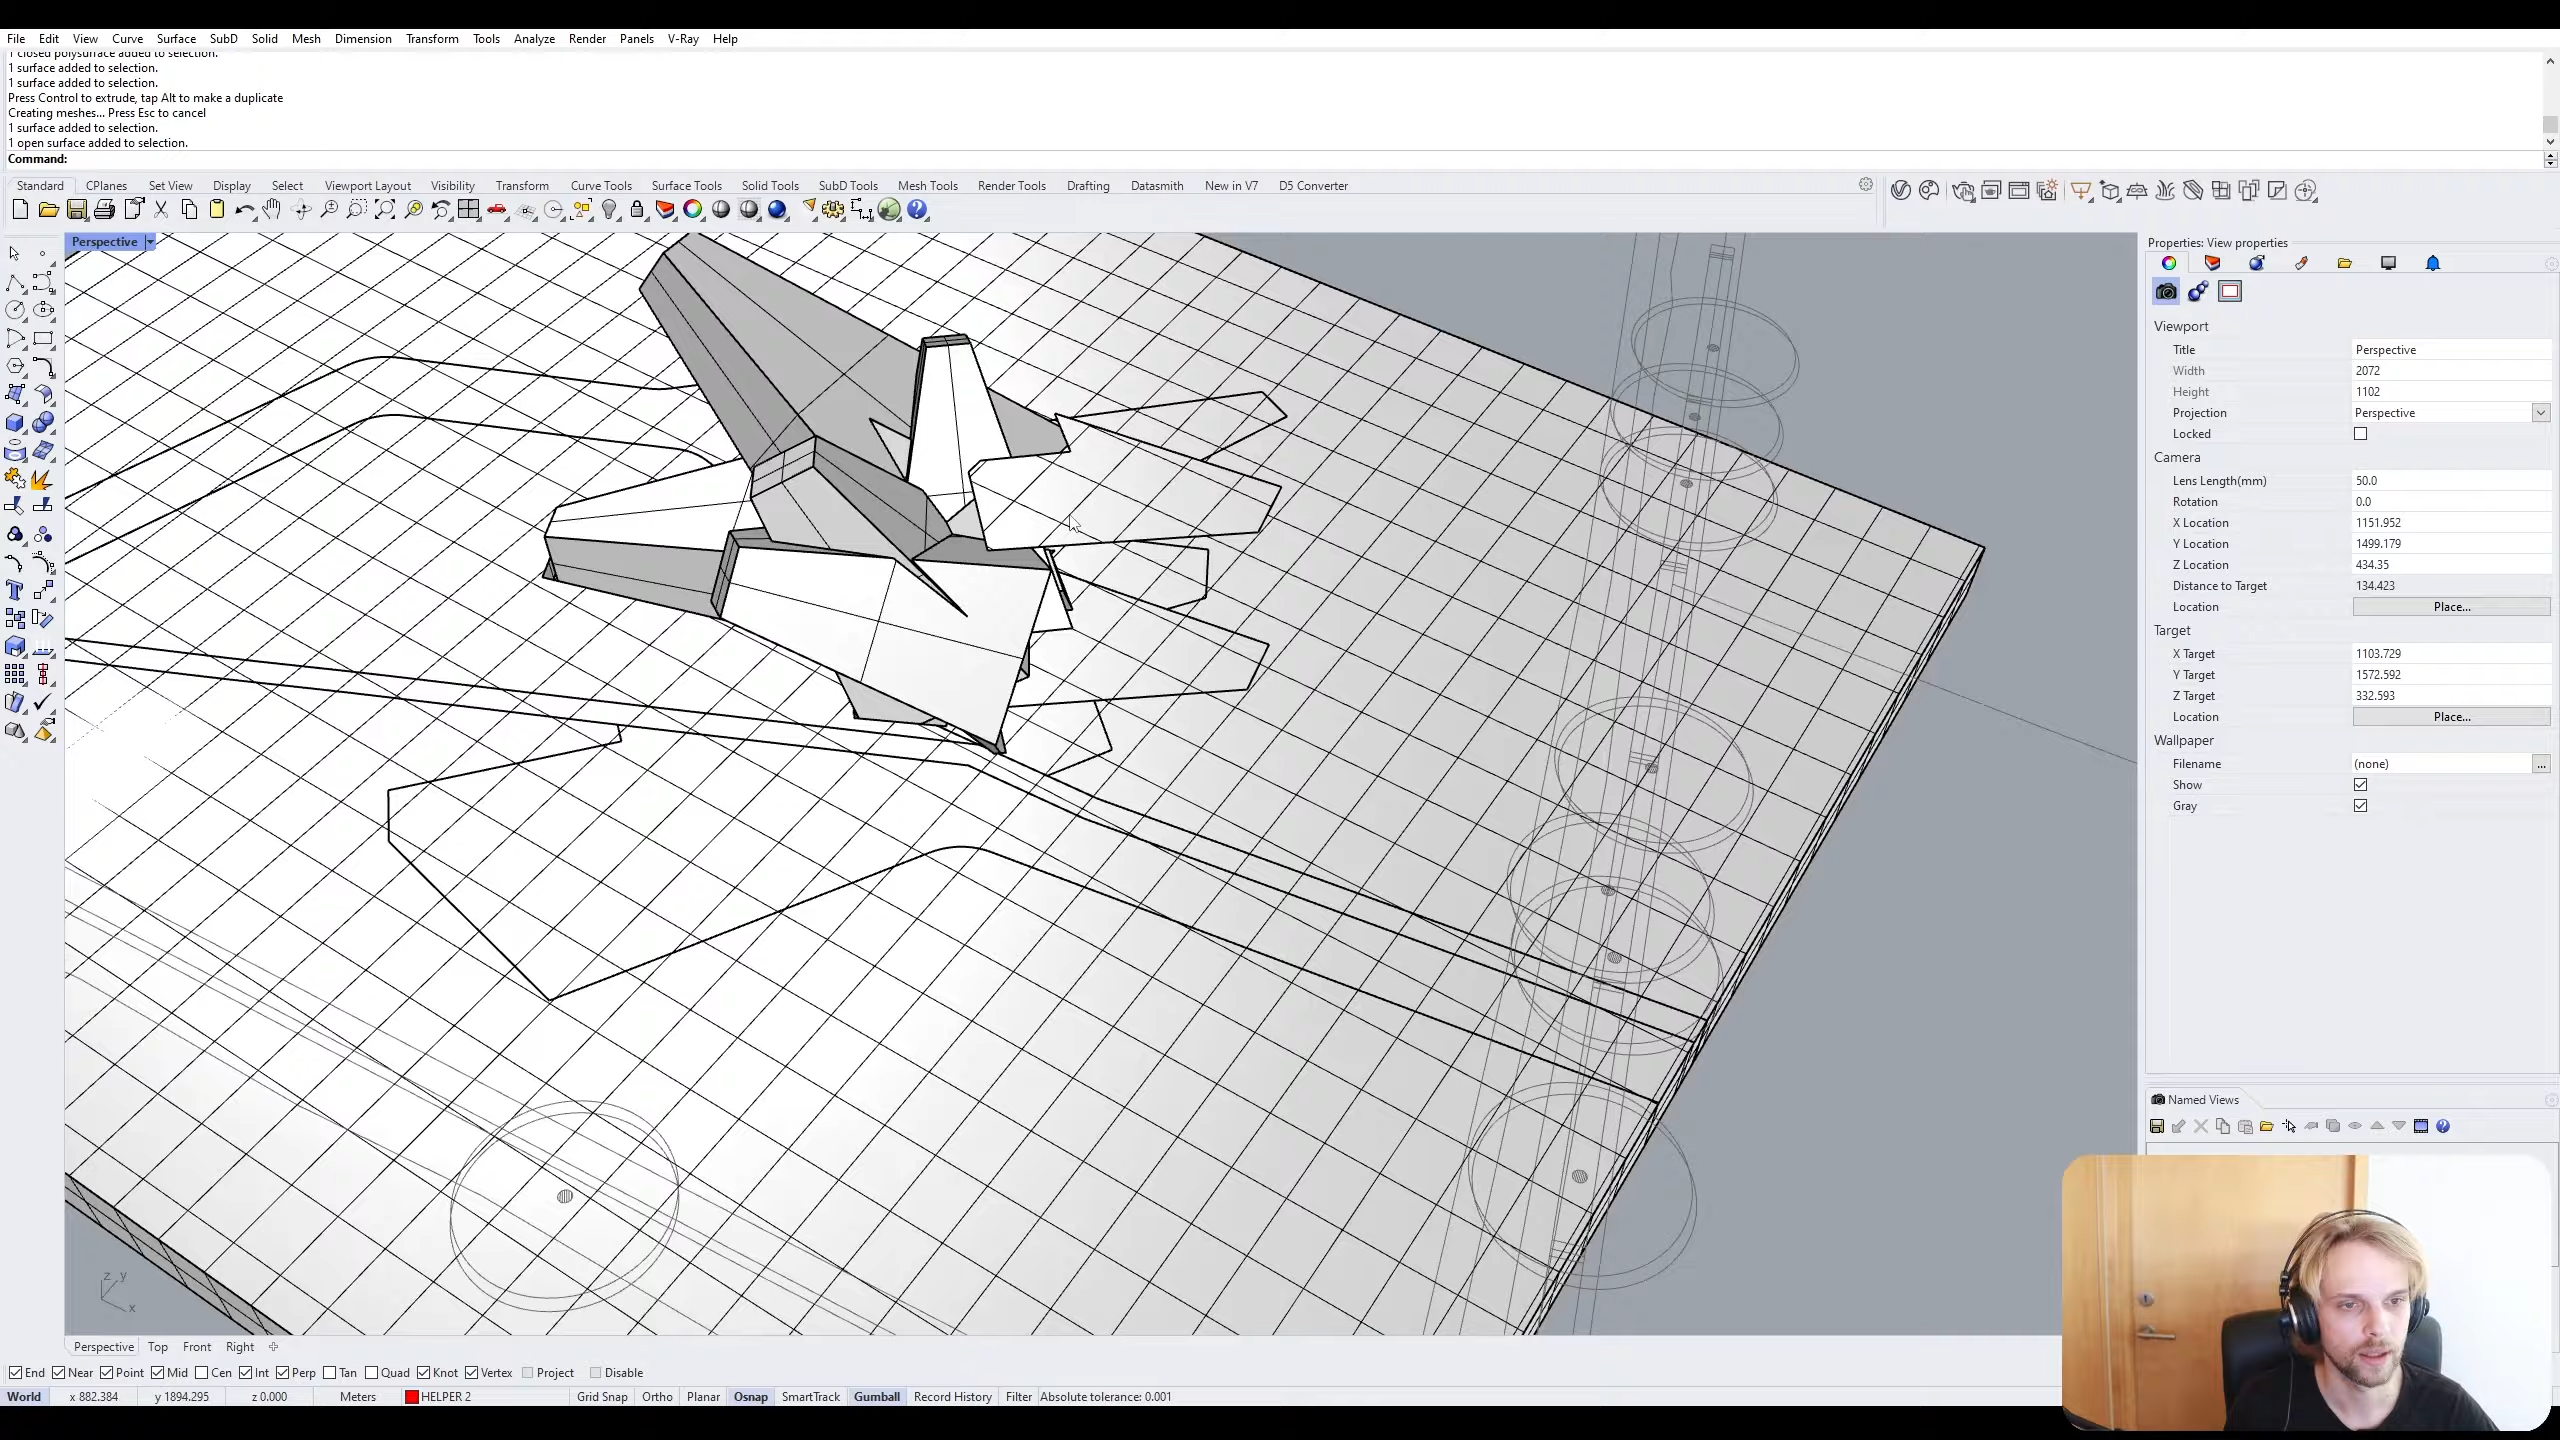 File Edit View Curve Surface SubD Solid Mesh Dimension Transform Tools Analyze Render Panels V-Ray Help
1 closed polysurface added to selection.
1 surface added to selection.
1 surface added to selection.
Press Control to extrude, tap Alt to make a duplicate
Creating meshes... Press Esc to cancel
1 surface added to selection.
1 open surface added to selection.
Command:
Standard CPlanes Set View Display Select Viewport Layout Visibility Transform Curve Tools Surface Tools Solid Tools SubD Tools Mesh Tools Render Tools Drafting Datasmith New in V7 D5 Converter
Perspective
Properties: View properties
Viewport
Title Perspective
Width 2072
Height 1102
Projection Perspective
Locked
Camera
Lens Length(mm) 50.0
Rotation 0.0
X Location 1151.952
Y Location 1499.179
Z Location 434.35
Distance to Target 134.423
Location Place...
Target
X Target 1103.729
Y Target 1572.592
Z Target 332.593
Location Place...
Wallpaper
Filename (none) ...
Show
Gray
Named Views
z y
x
Perspective Top Front Right
End Near Point Mid Cen Int Perp Tan Quad Knot Vertex Project Disable
World x 882.384 y 1894.295 z 0.000 Meters HELPER 2 Grid Snap Ortho Planar Osnap SmartTrack Gumball Record History Filter Absolute tolerance: 0.001